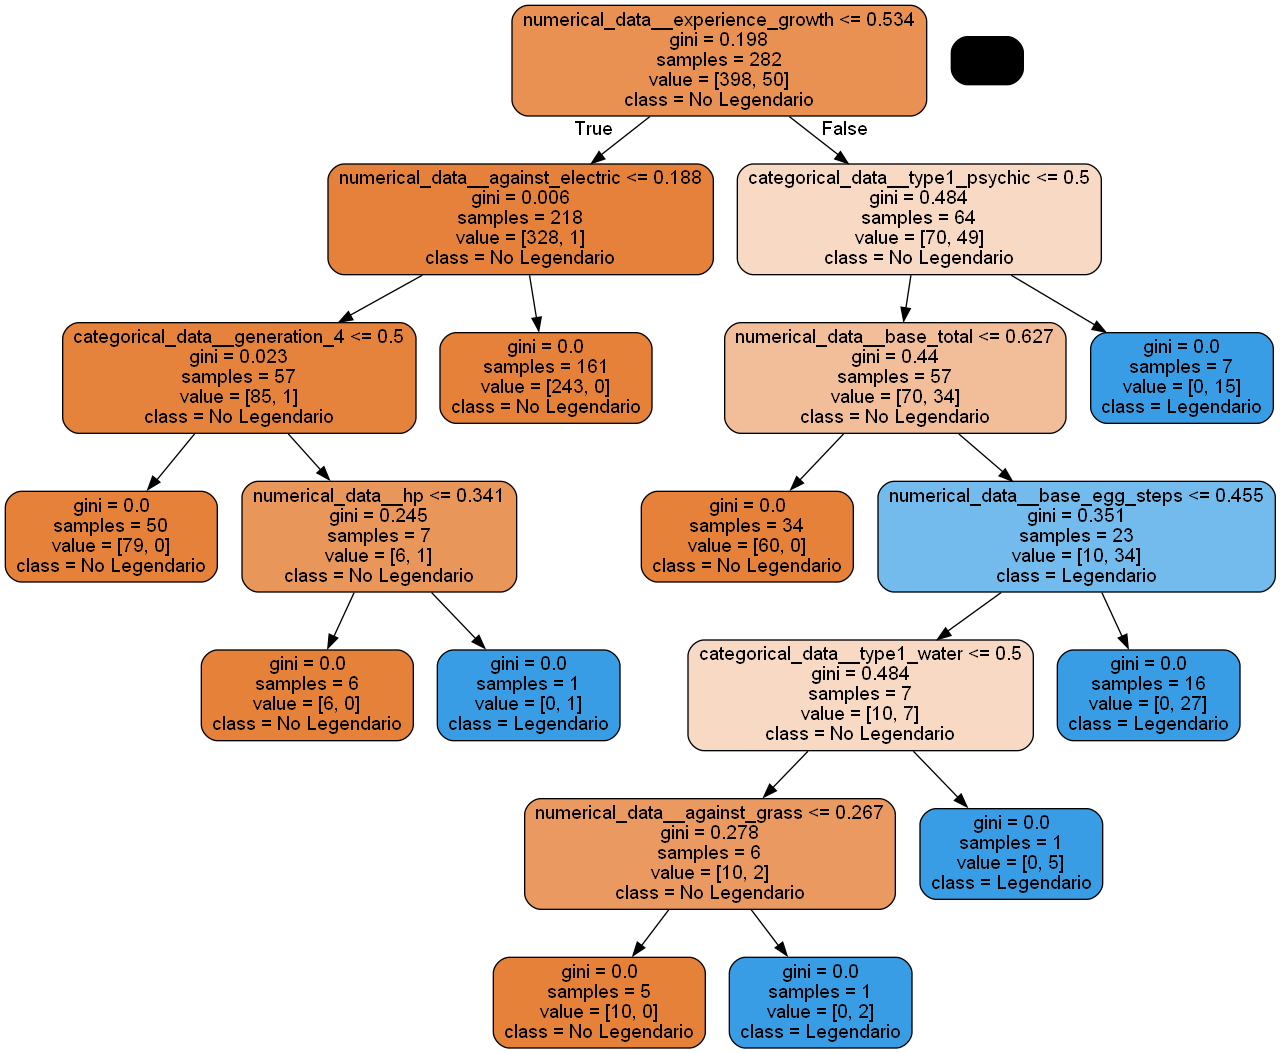 numerical_data__experience_growth <= 0.534
gini = 0.198
samples = 282
value = [398, 50]
class = No Legendario
True
False
numerical_data__against_electric <= 0.188
gini = 0.006
samples = 218
value = [328, 1]
class = No Legendario
categorical_data__type1_psychic <= 0.5
gini = 0.484
samples = 64
value = [70, 49]
class = No Legendario
categorical_data__generation_4 <= 0.5
gini = 0.023
samples = 57
value = [85, 1]
class = No Legendario
gini = 0.0
samples = 161
value = [243, 0]
class = No Legendario
numerical_data__base_total <= 0.627
gini = 0.44
samples = 57
value = [70, 34]
class = No Legendario
gini = 0.0
samples = 7
value = [0, 15]
class = Legendario
gini = 0.0
samples = 50
value = [79, 0]
class = No Legendario
numerical_data__hp <= 0.341
gini = 0.245
samples = 7
value = [6, 1]
class = No Legendario
gini = 0.0
samples = 34
value = [60, 0]
class = No Legendario
numerical_data__base_egg_steps <= 0.455
gini = 0.351
samples = 23
value = [10, 34]
class = Legendario
gini = 0.0
samples = 6
value = [6, 0]
class = No Legendario
gini = 0.0
samples = 1
value = [0, 1]
class = Legendario
categorical_data__type1_water <= 0.5
gini = 0.484
samples = 7
value = [10, 7]
class = No Legendario
gini = 0.0
samples = 16
value = [0, 27]
class = Legendario
numerical_data__against_grass <= 0.267
gini = 0.278
samples = 6
value = [10, 2]
class = No Legendario
gini = 0.0
samples = 1
value = [0, 5]
class = Legendario
gini = 0.0
samples = 5
value = [10, 0]
class = No Legendario
gini = 0.0
samples = 1
value = [0, 2]
class = Legendario